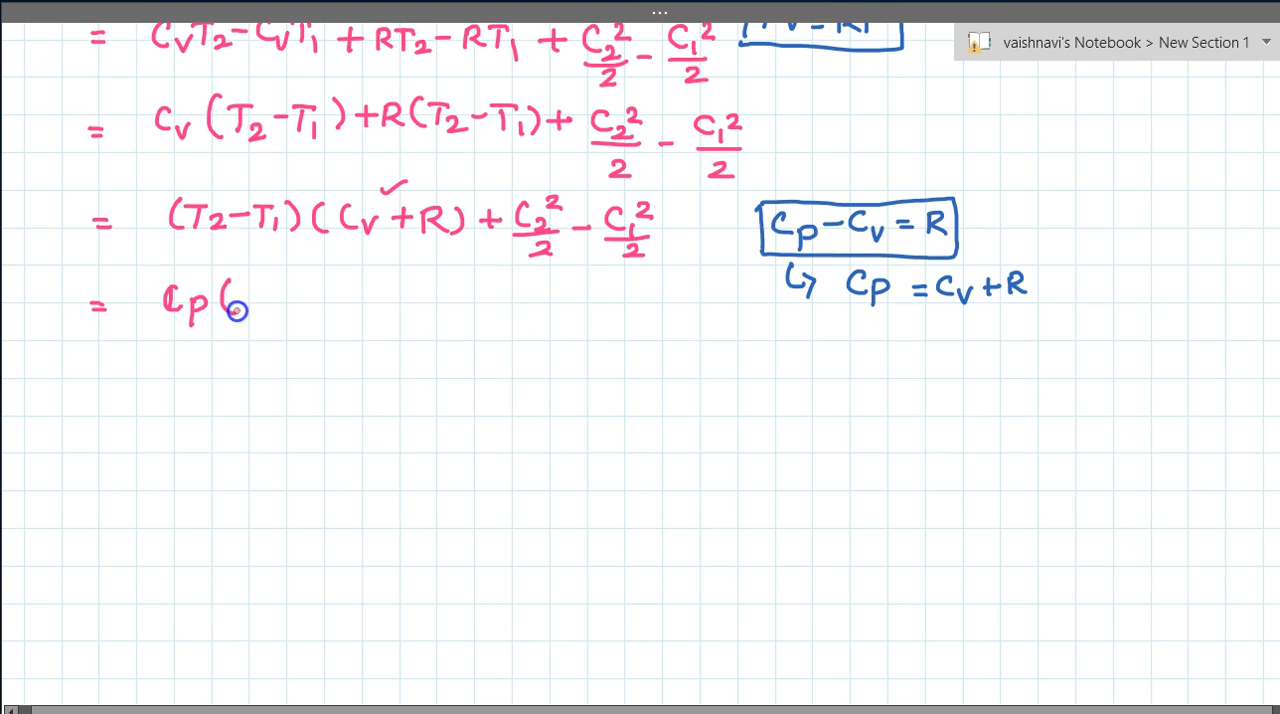 ...
vaishnavi's Notebook > New Section 1
= CvT2 - CvT1 + RT2 - RT1 + C2²/2 - C1²/2
= Cv (T2 - T1) + R(T2 - T1) + C2²/2 - C1²/2
= (T2 - T1) (Cv + R) + C2²/2 - C1²/2
✓
Cp - Cv = R
↳ Cp = Cv + R
= Cp (